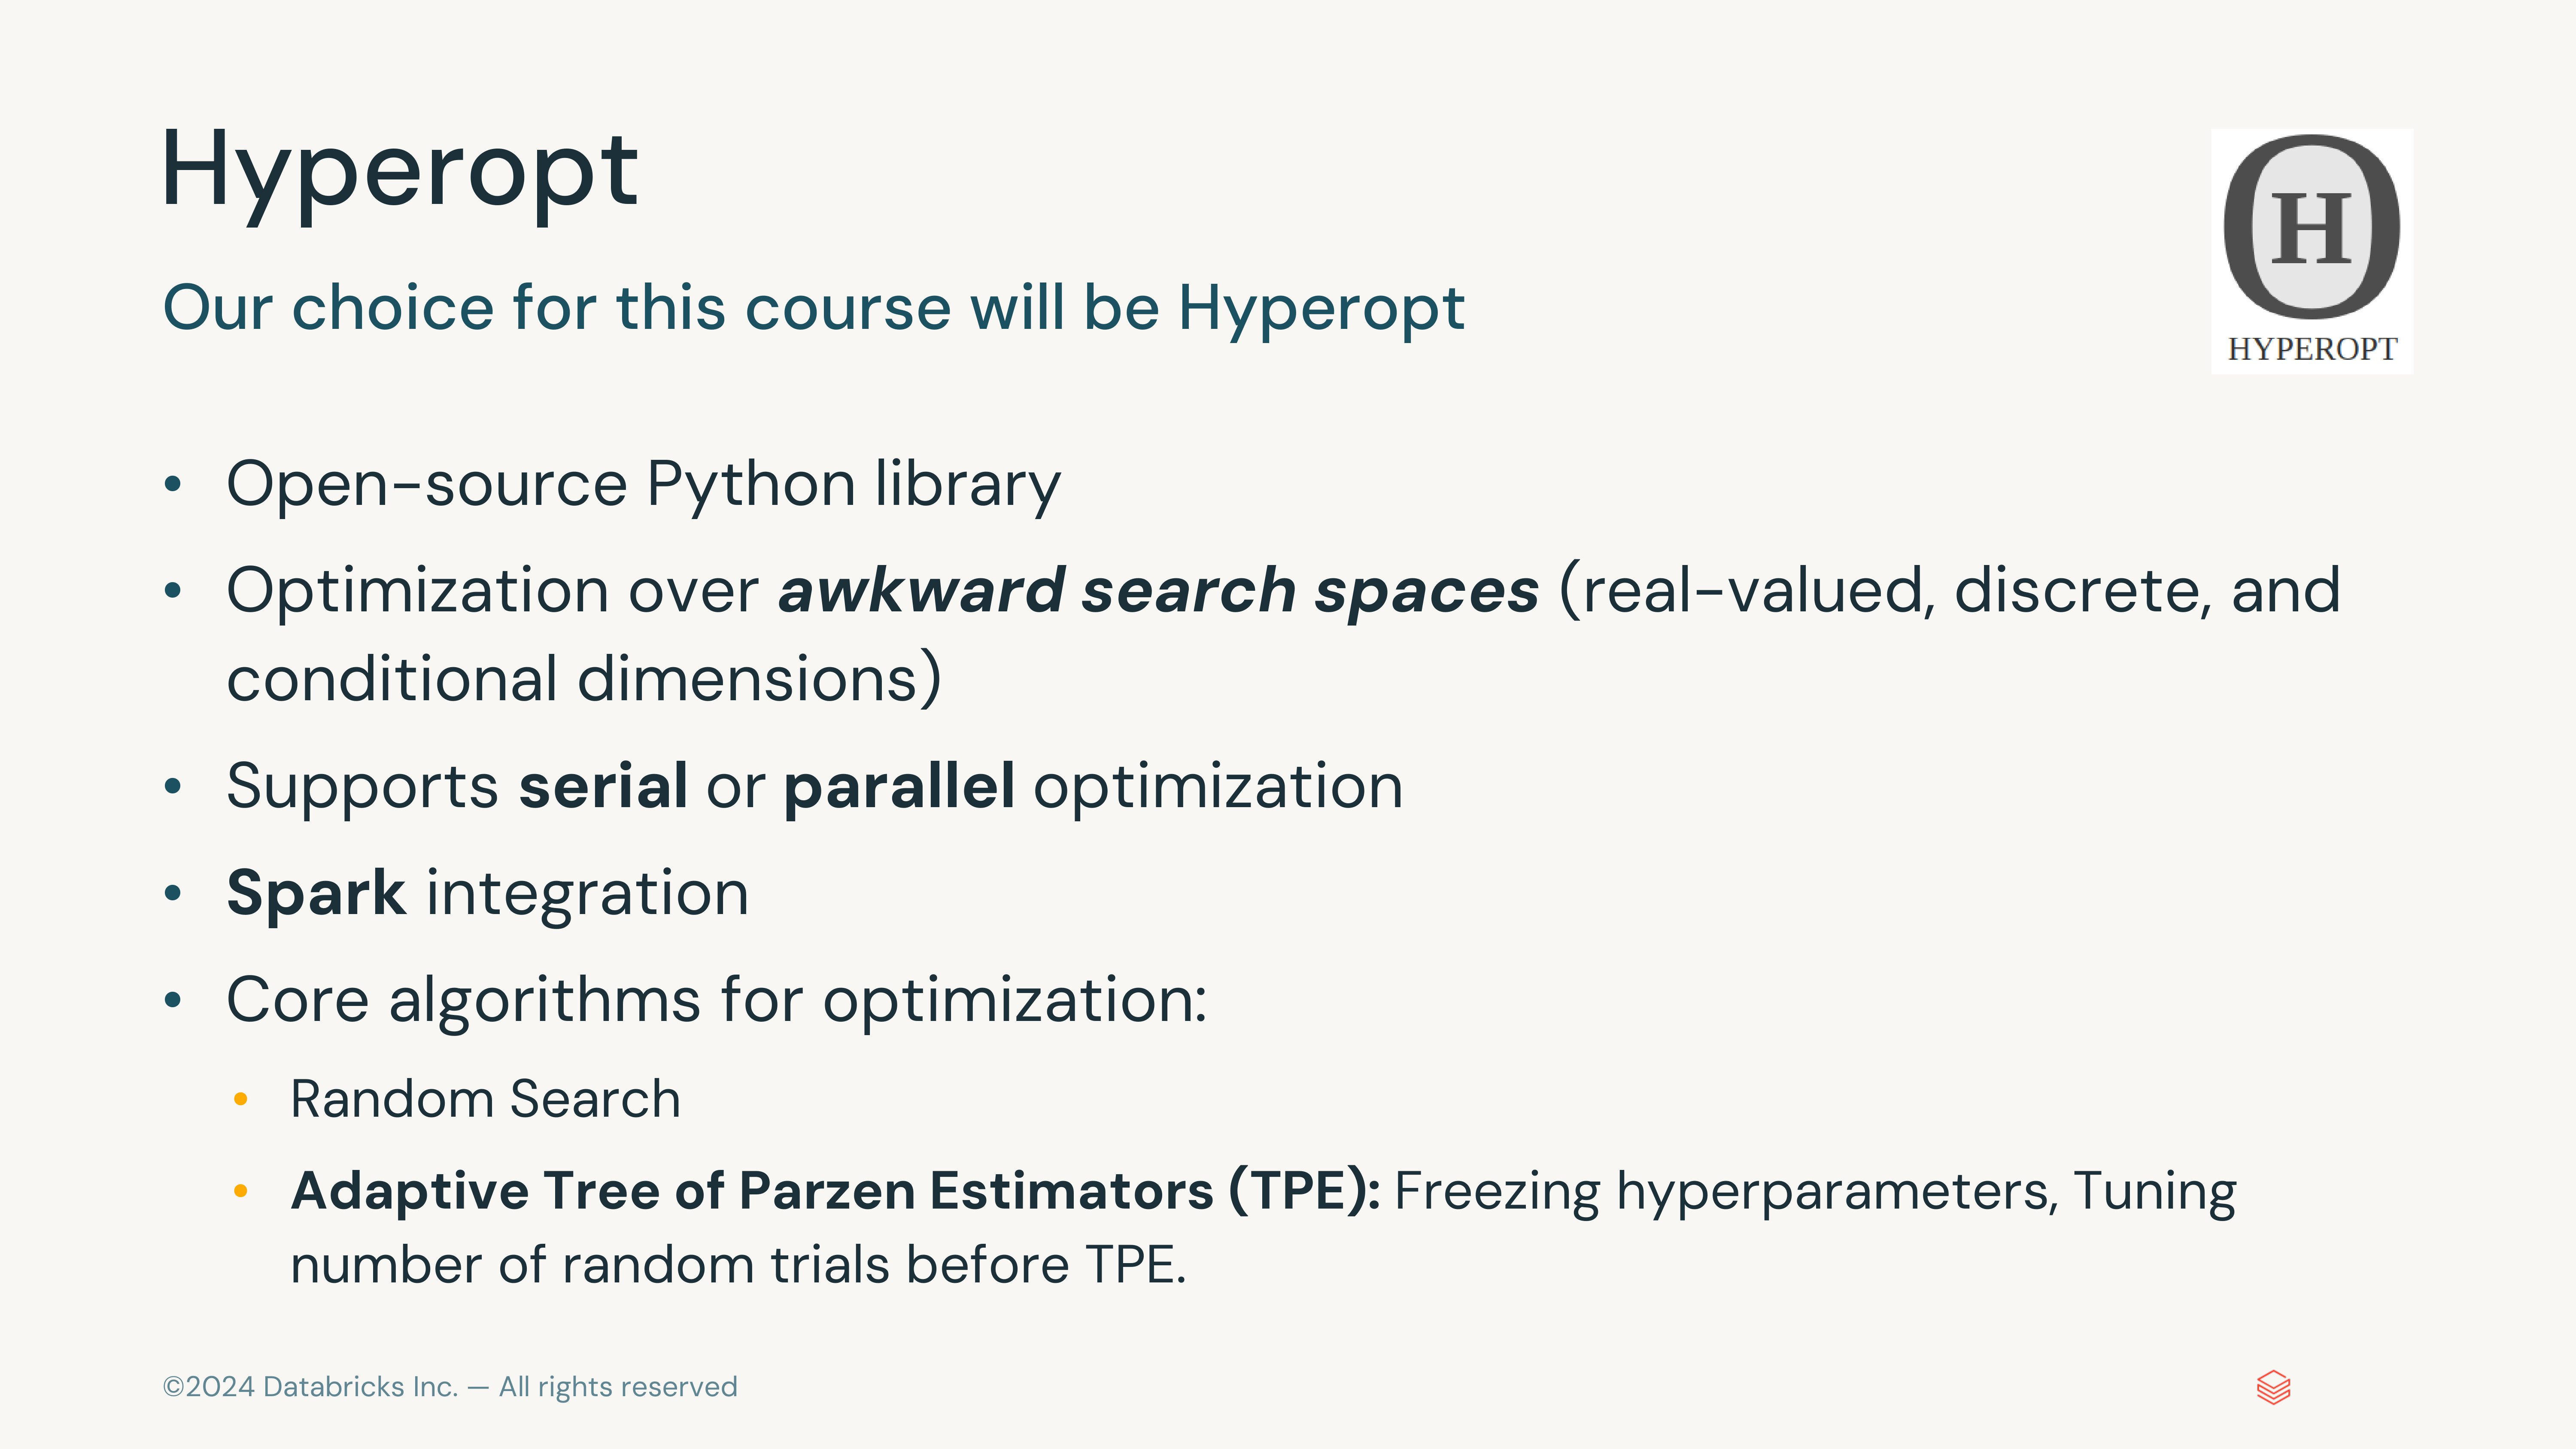 Hyperopt
H
HYPEROPT
Our choice for this course will be Hyperopt
• Open-source Python library
• Optimization over awkward search spaces (real-valued, discrete, and
conditional dimensions)
• Supports serial or parallel optimization
• Spark integration
• Core algorithms for optimization:
• Random Search
• Adaptive Tree of Parzen Estimators (TPE): Freezing hyperparameters, Tuning
number of random trials before TPE.
©2024 Databricks Inc. — All rights reserved